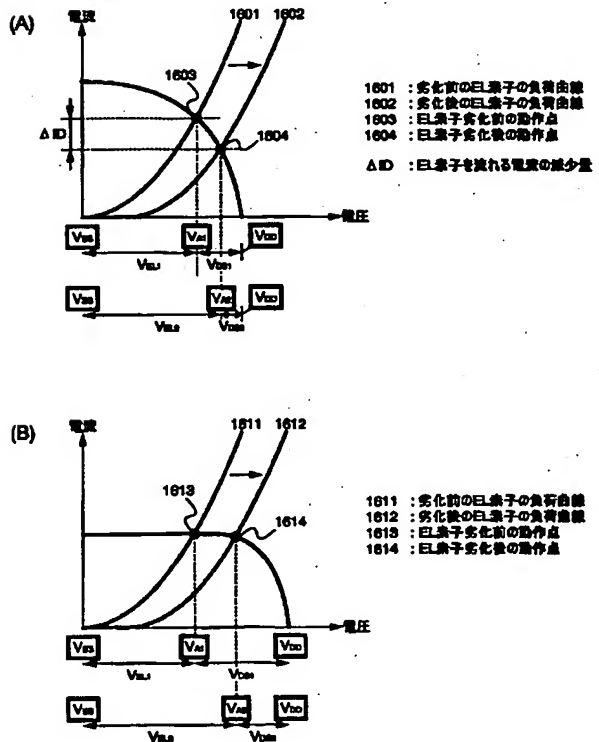 (A)
電流
1601 1602
1603
1604
ΔID
電圧
VSS VA1 VDD
VEL1 VDS1
VSS VA2 VDD
VEL2 VDS2
1601 : 劣化前のEL素子の負荷曲線
1602 : 劣化後のEL素子の負荷曲線
1603 : EL素子劣化前の動作点
1604 : EL素子劣化後の動作点
ΔID : EL素子を流れる電流の減少量
(B)
電流
1611 1612
1613
1614
電圧
VSS VA1 VDD
VEL1 VDS1
VSS VA2 VDD
VEL2 VDS2
1611 : 劣化前のEL素子の負荷曲線
1612 : 劣化後のEL素子の負荷曲線
1613 : EL素子劣化前の動作点
1614 : EL素子劣化後の動作点